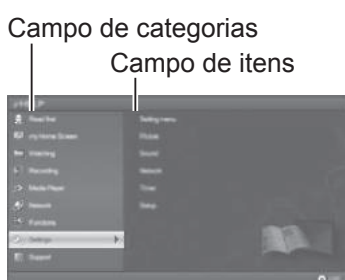 Campo de categorias
Campo de itens
Read first
my Home Screen
Watching
Recording
Media Player
Network
Functions
Settings
Support
Setting menu
Picture
Sound
Network
Timer
Setup